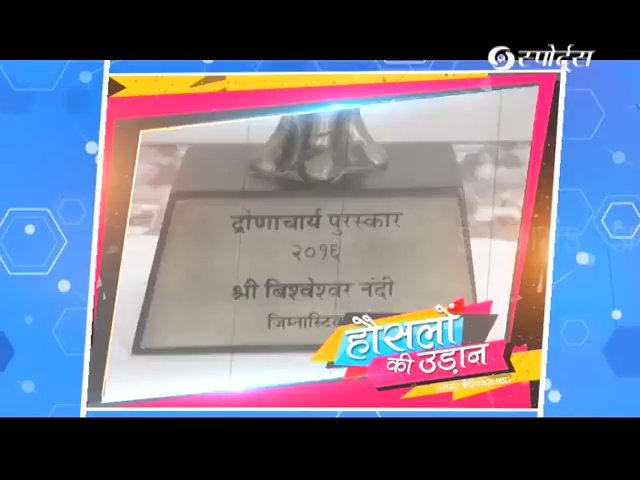 स्पोर्ट्स
द्रोणाचार्य पुरस्कार
२०१६
श्री बिश्वेश्वर नंदी
हौसलों
की उड़ान